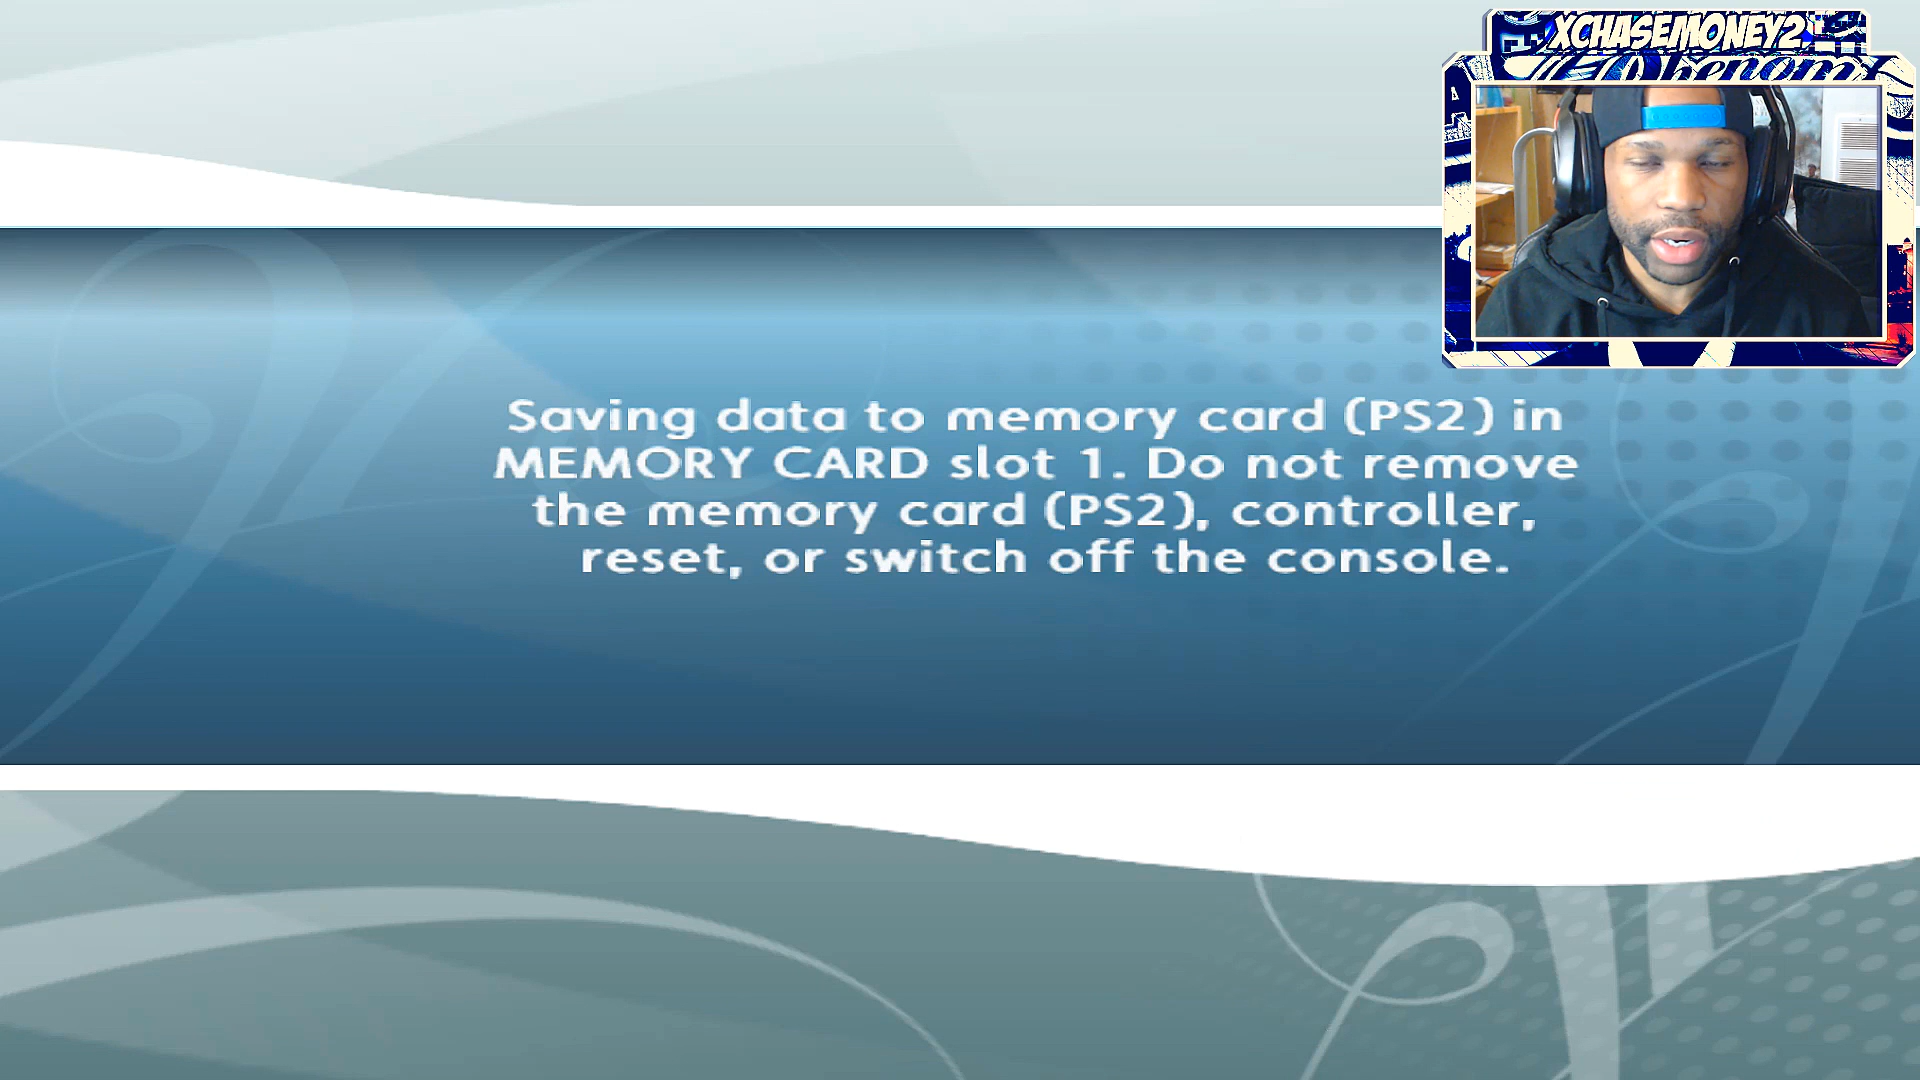 XCHASEMONEY2
Phenom
Saving data to memory card (PS2) in
MEMORY CARD slot 1. Do not remove
the memory card (PS2), controller,
reset, or switch off the console.